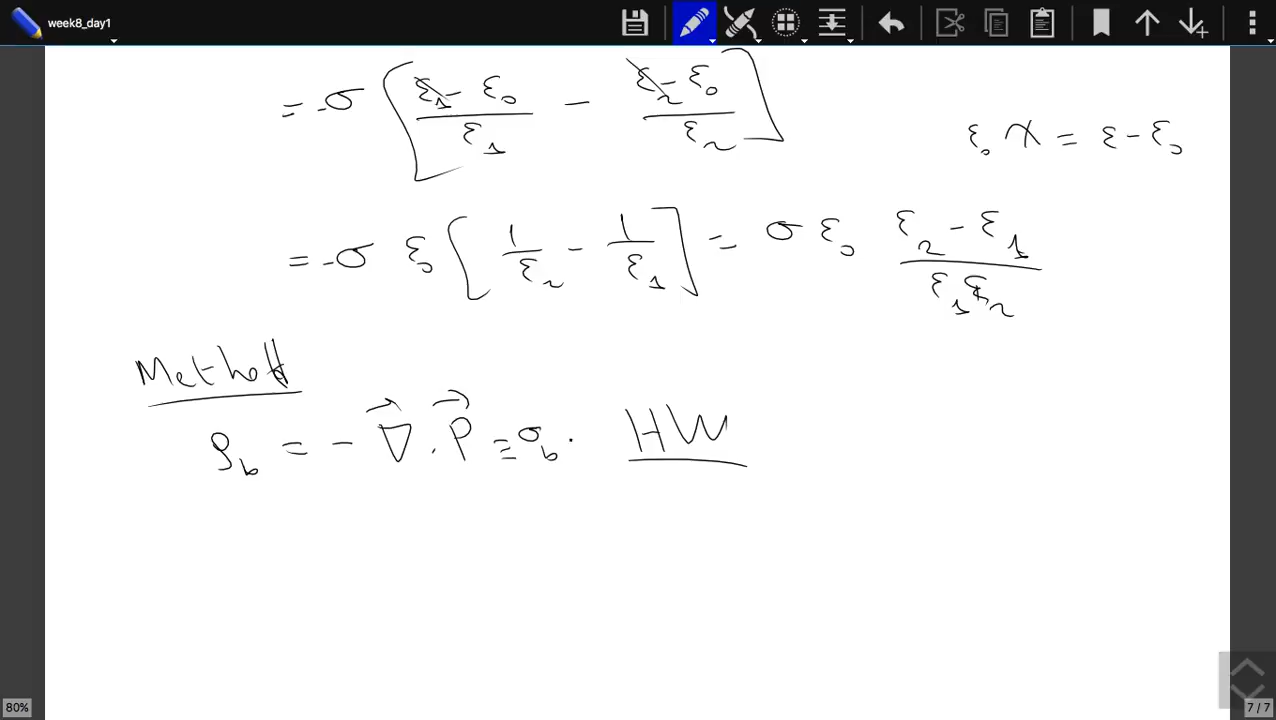 week8_day1
= -σ [ (ε₁ - ε₀)/ε₁ - (ε₂ - ε₀)/ε₂ ]
ε₀ χ = ε - ε₀
= -σ ε₀ [ 1/ε₂ - 1/ε₁ ] = σ ε₀ (ε₂ - ε₁)/(ε₁ε₂)
Method
ρ_b = - ∇⃗ · P⃗ ≡ σ_b · HW
80%
7 / 7